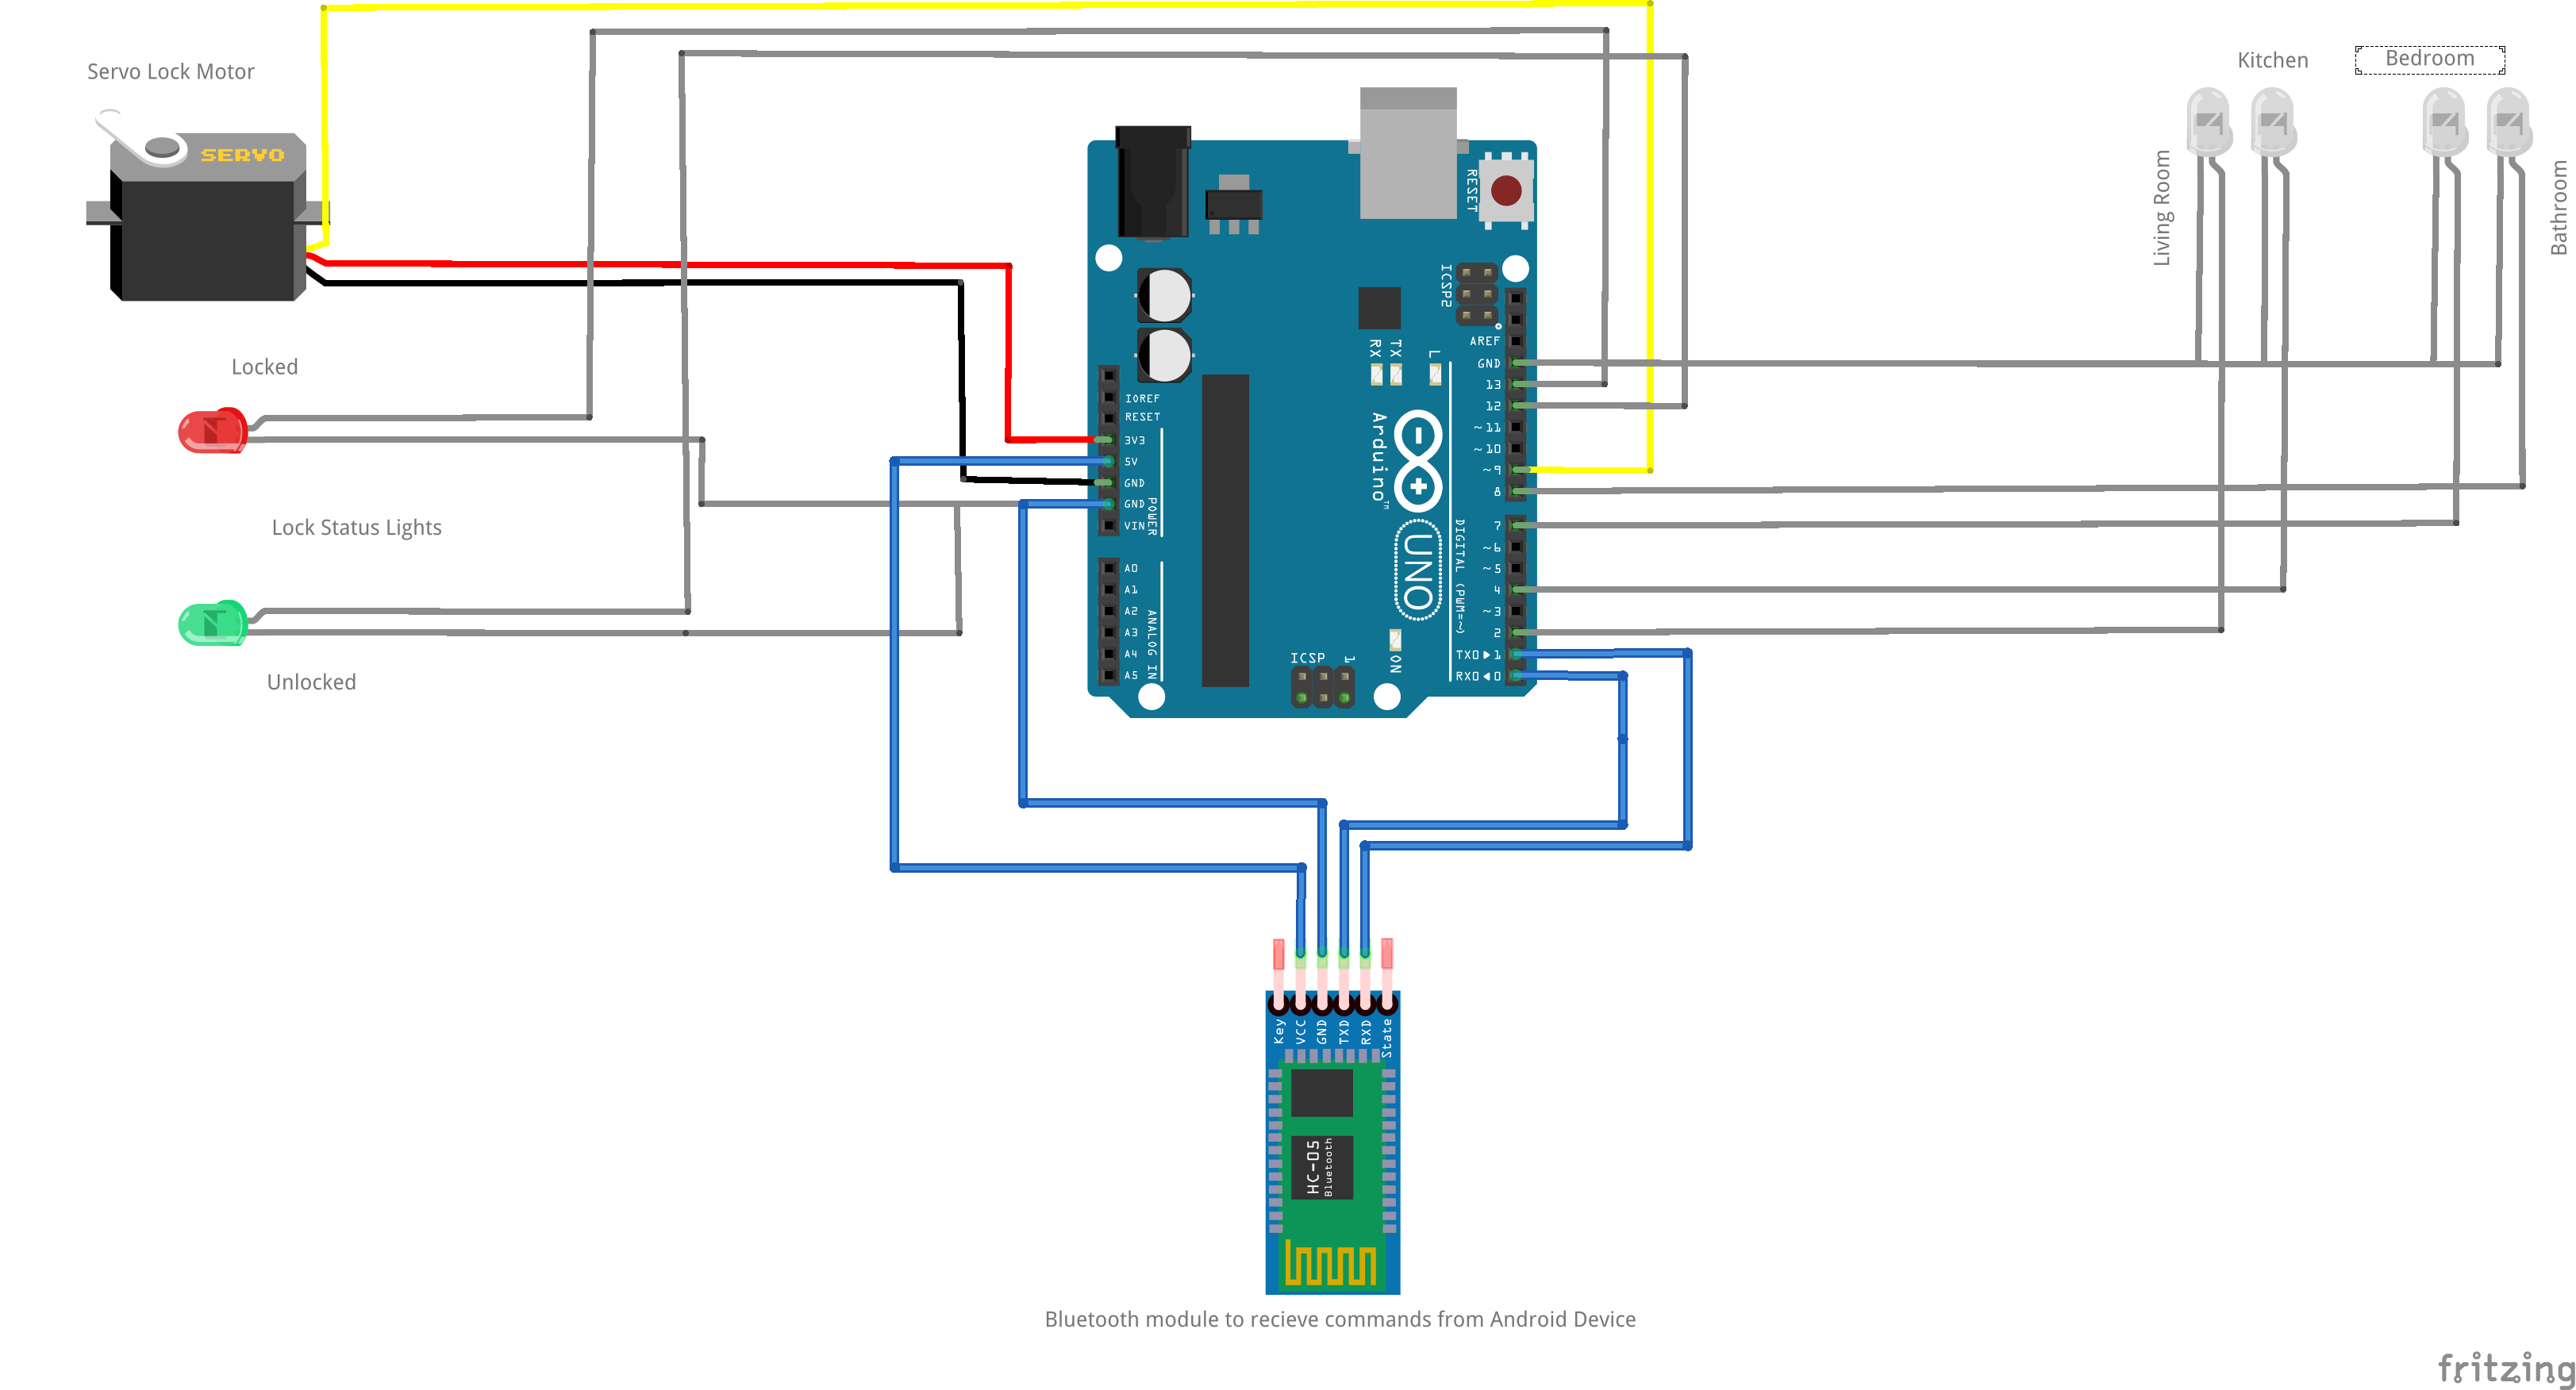 Servo Lock Motor
SERVO
Locked
Lock Status Lights
Unlocked
Kitchen
Bedroom
Living Room
Bathroom
RESET
ICSP2
AREF
GND
13
12
~11
~10
~9
8
7
~6
~5
4
~3
2
TX0▶1
RX0◀0
DIGITAL (PWM=~)
RX
TX
L
Arduino™
UNO
ON
ICSP
1
IOREF
RESET
3V3
5V
GND
GND
VIN
POWER
A0
A1
A2
A3
A4
A5
ANALOG IN
Key
VCC
GND
TXD
RXD
State
HC-05
Bluetooth
Bluetooth module to recieve commands from Android Device
fritzing